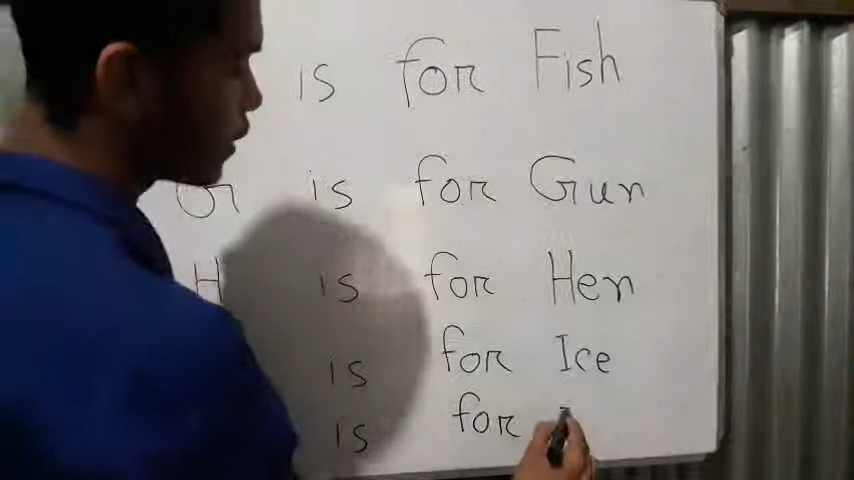 is for Fish
G is for Gun
H is for Hen
is for Ice
is for